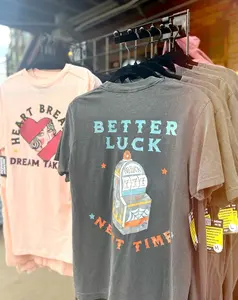 HEART BREA
DREAM TAK
BETTER
LUCK
NEXT TIME